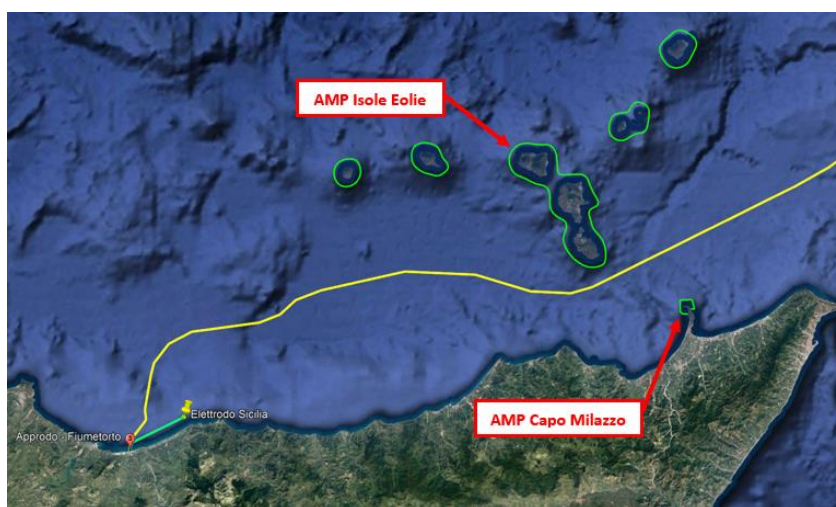 AMP Isole Eolie
Elettrodo Sicilia
Approdo - Fiumetorto
AMP Capo Milazzo